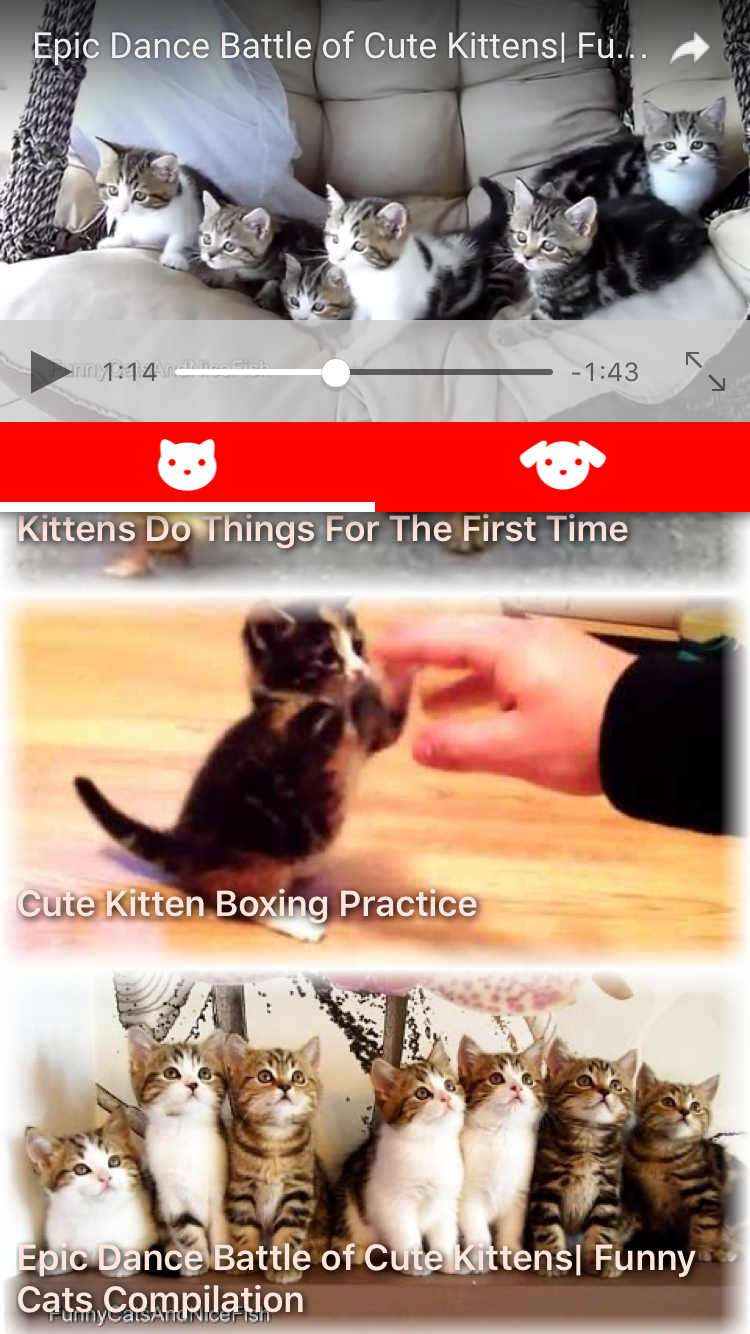 Epic Dance Battle of Cute Kittens| Fu...
FunnyCatsAndNiceFish
1:14
-1:43
Kittens Do Things For The First Time
Cute Kitten Boxing Practice
Epic Dance Battle of Cute Kittens| Funny
Cats Compilation
FunnyCatsAndNiceFish